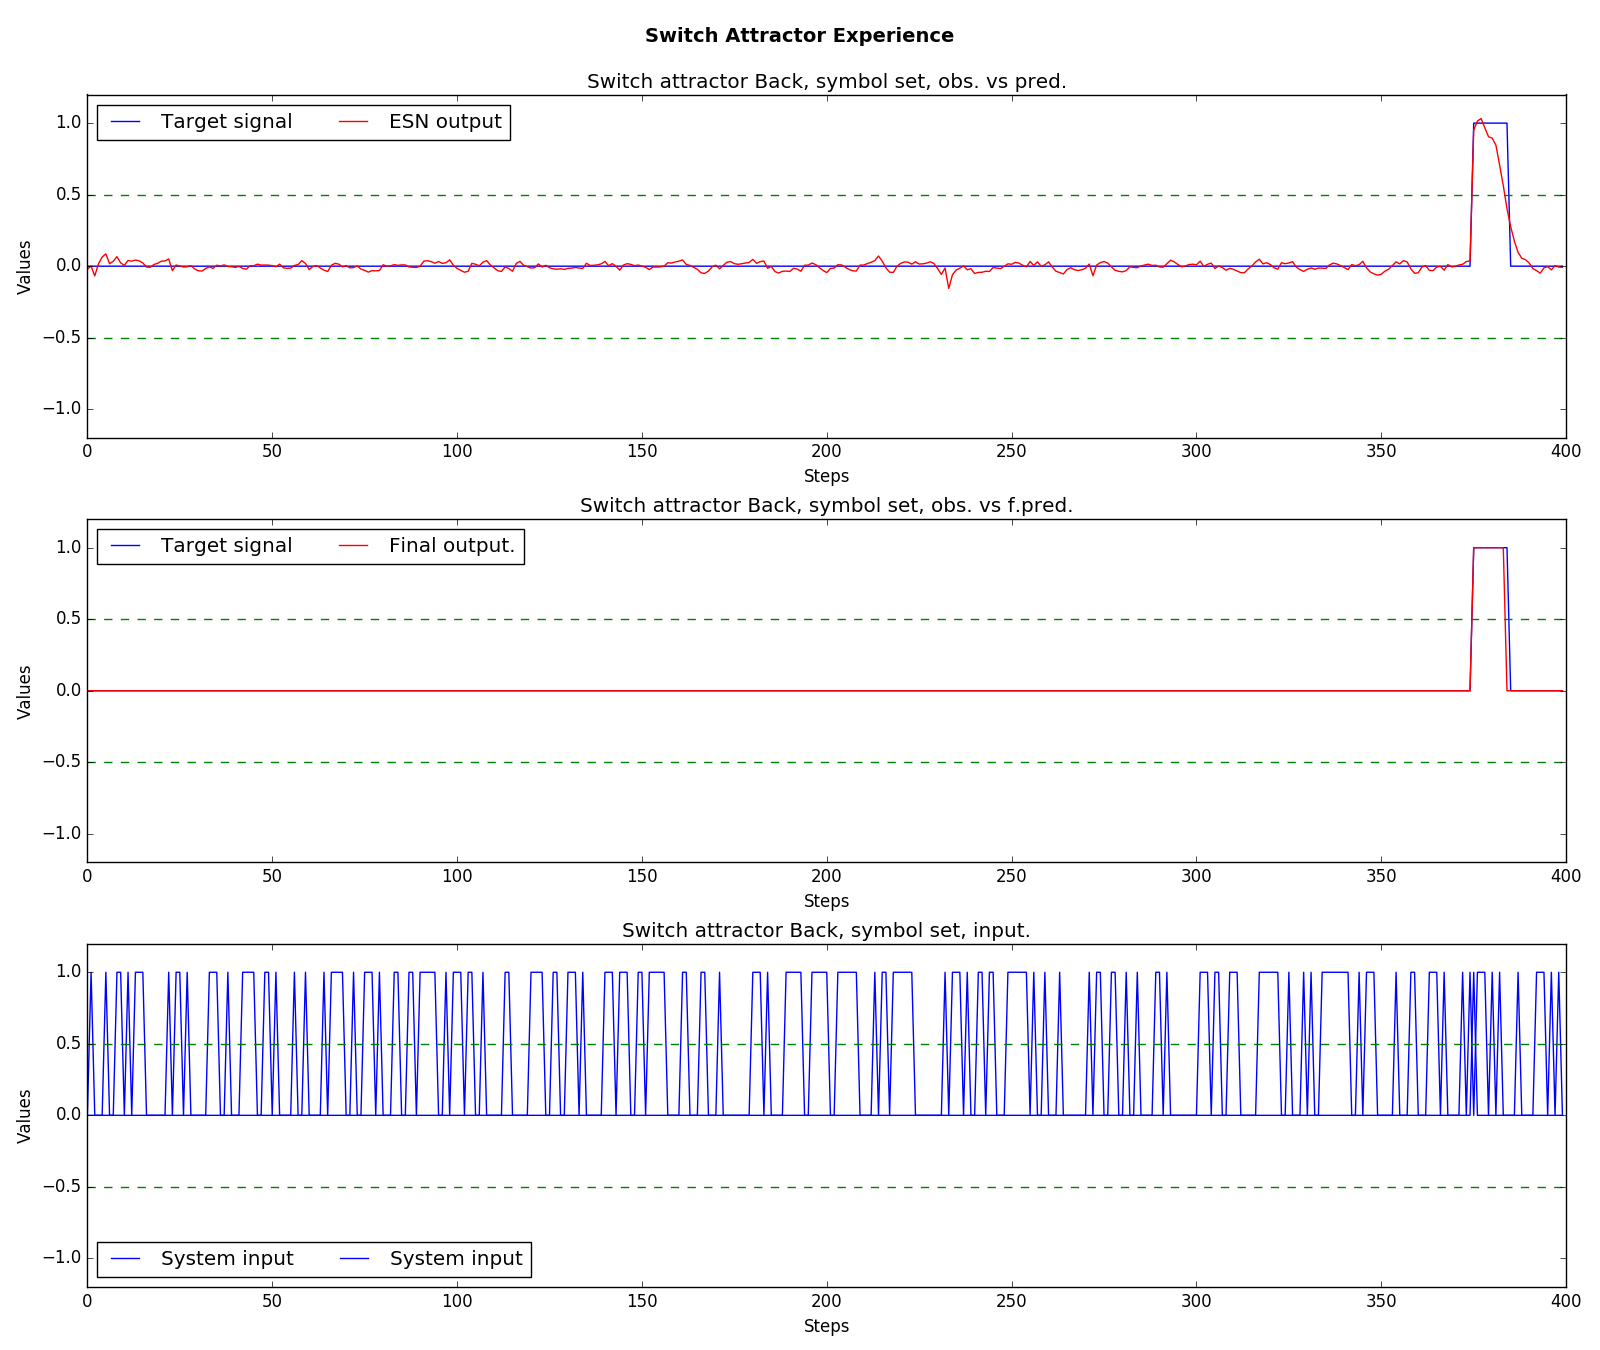 Switch Attractor Experience
Switch attractor Back, symbol set, obs. vs pred.
Target signal ESN output
1.0
0.5
0.0
−0.5
−1.0
Values
0 50 100 150 200 250 300 350 400
Steps
Switch attractor Back, symbol set, obs. vs f.pred.
Target signal Final output.
1.0
0.5
0.0
−0.5
−1.0
Values
0 50 100 150 200 250 300 350 400
Steps
Switch attractor Back, symbol set, input.
1.0
0.5
0.0
−0.5
−1.0
Values
System input System input
0 50 100 150 200 250 300 350 400
Steps